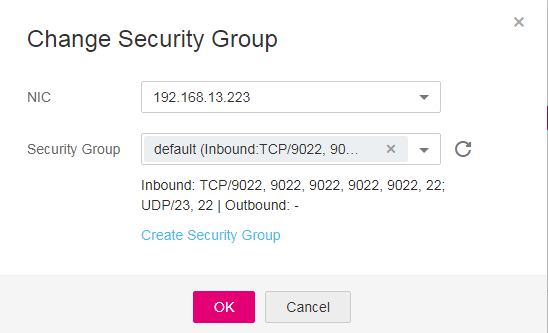 Change Security Group
NIC
192.168.13.223
Security Group
default (Inbound:TCP/9022, 90...
Inbound: TCP/9022, 9022, 9022, 9022, 9022, 22;
UDP/23, 22 | Outbound: -
Create Security Group
OK
Cancel